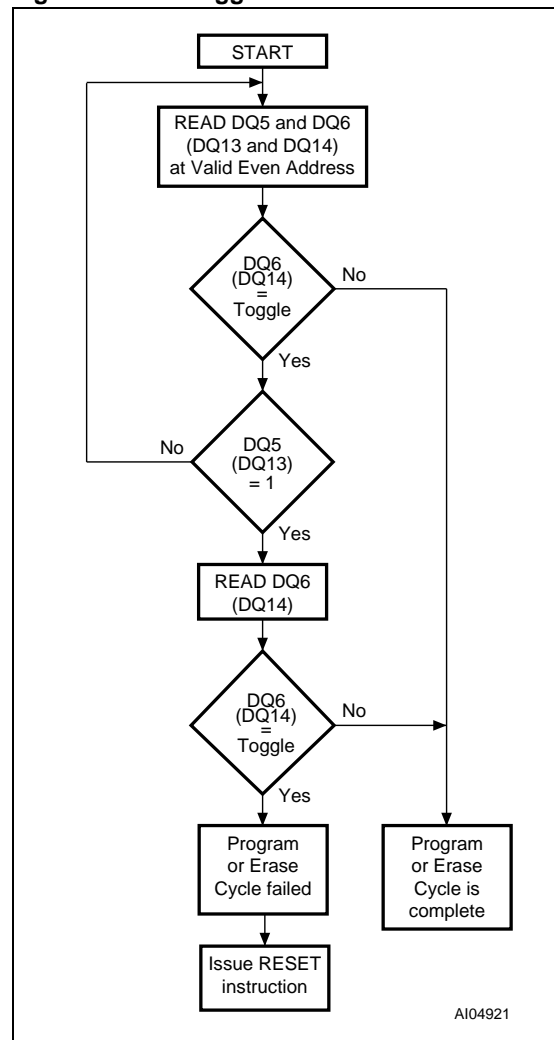 START
READ DQ5 and DQ6
(DQ13 and DQ14)
at Valid Even Address
DQ6
(DQ14)
=
Toggle
No
Yes
DQ5
(DQ13)
= 1
No
Yes
READ DQ6
(DQ14)
DQ6
(DQ14)
=
Toggle
No
Yes
Program
or Erase
Cycle failed
Program
or Erase
Cycle is
complete
Issue RESET
instruction
AI04921